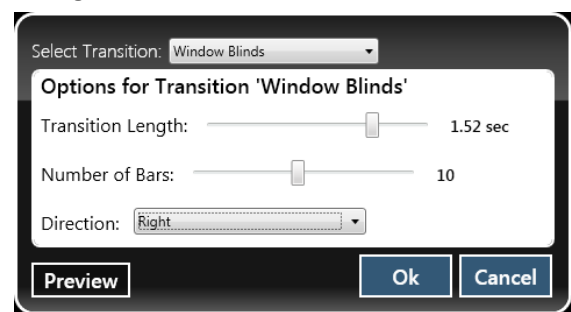 Select Transition: Window Blinds
Options for Transition 'Window Blinds'
Transition Length: 1.52 sec
Number of Bars: 10
Direction: Right
Preview Ok Cancel